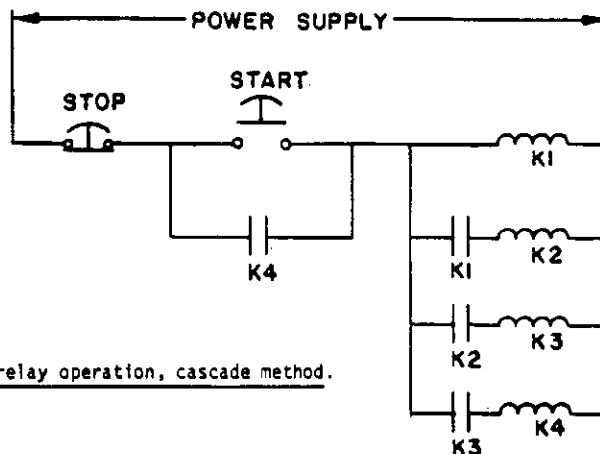 POWER SUPPLY
START
STOP
K1
K4
K1
K2
K2
K3
relay operation, cascade method.
K3
K4